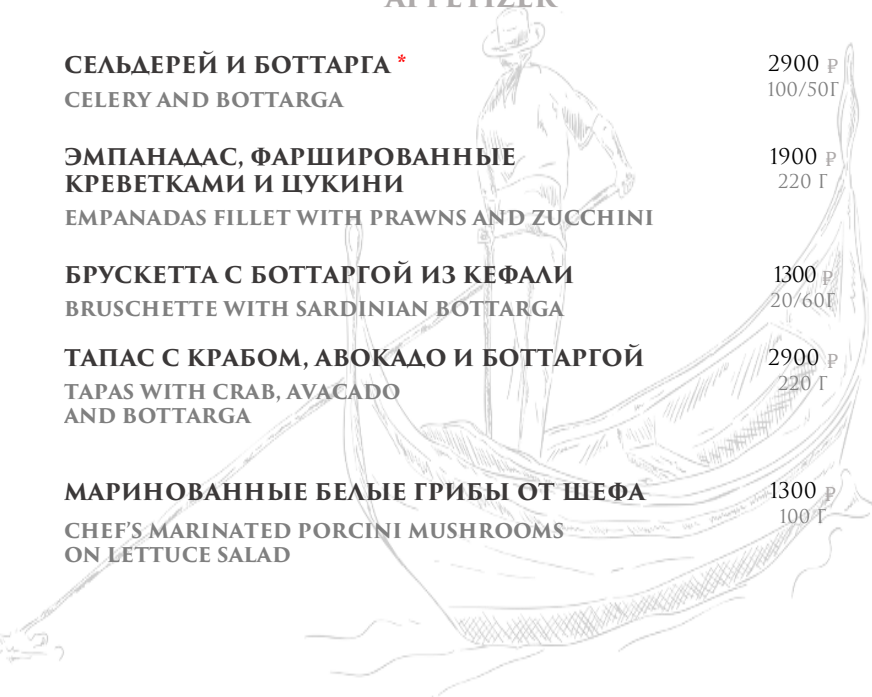 APPETIZER
СЕЛЬДЕРЕЙ И БОТТАРГА * 2900 ₽
CELERY AND BOTTARGA 100/50Г
ЭМПАНАДАС, ФАРШИРОВАННЫЕ 1900 ₽
КРЕВЕТКАМИ И ЦУКИНИ 220 Г
EMPANADAS FILLET WITH PRAWNS AND ZUCCHINI
БРУСКЕТТА С БОТТАРГОЙ ИЗ КЕФАЛИ 1300 ₽
BRUSCHETTE WITH SARDINIAN BOTTARGA 20/60Г
ТАПАС С КРАБОМ, АВОКАДО И БОТТАРГОЙ 2900 ₽
TAPAS WITH CRAB, AVACADO 220 Г
AND BOTTARGA
МАРИНОВАННЫЕ БЕЛЫЕ ГРИБЫ ОТ ШЕФА 1300 ₽
CHEF'S MARINATED PORCINI MUSHROOMS 100 Г
ON LETTUCE SALAD